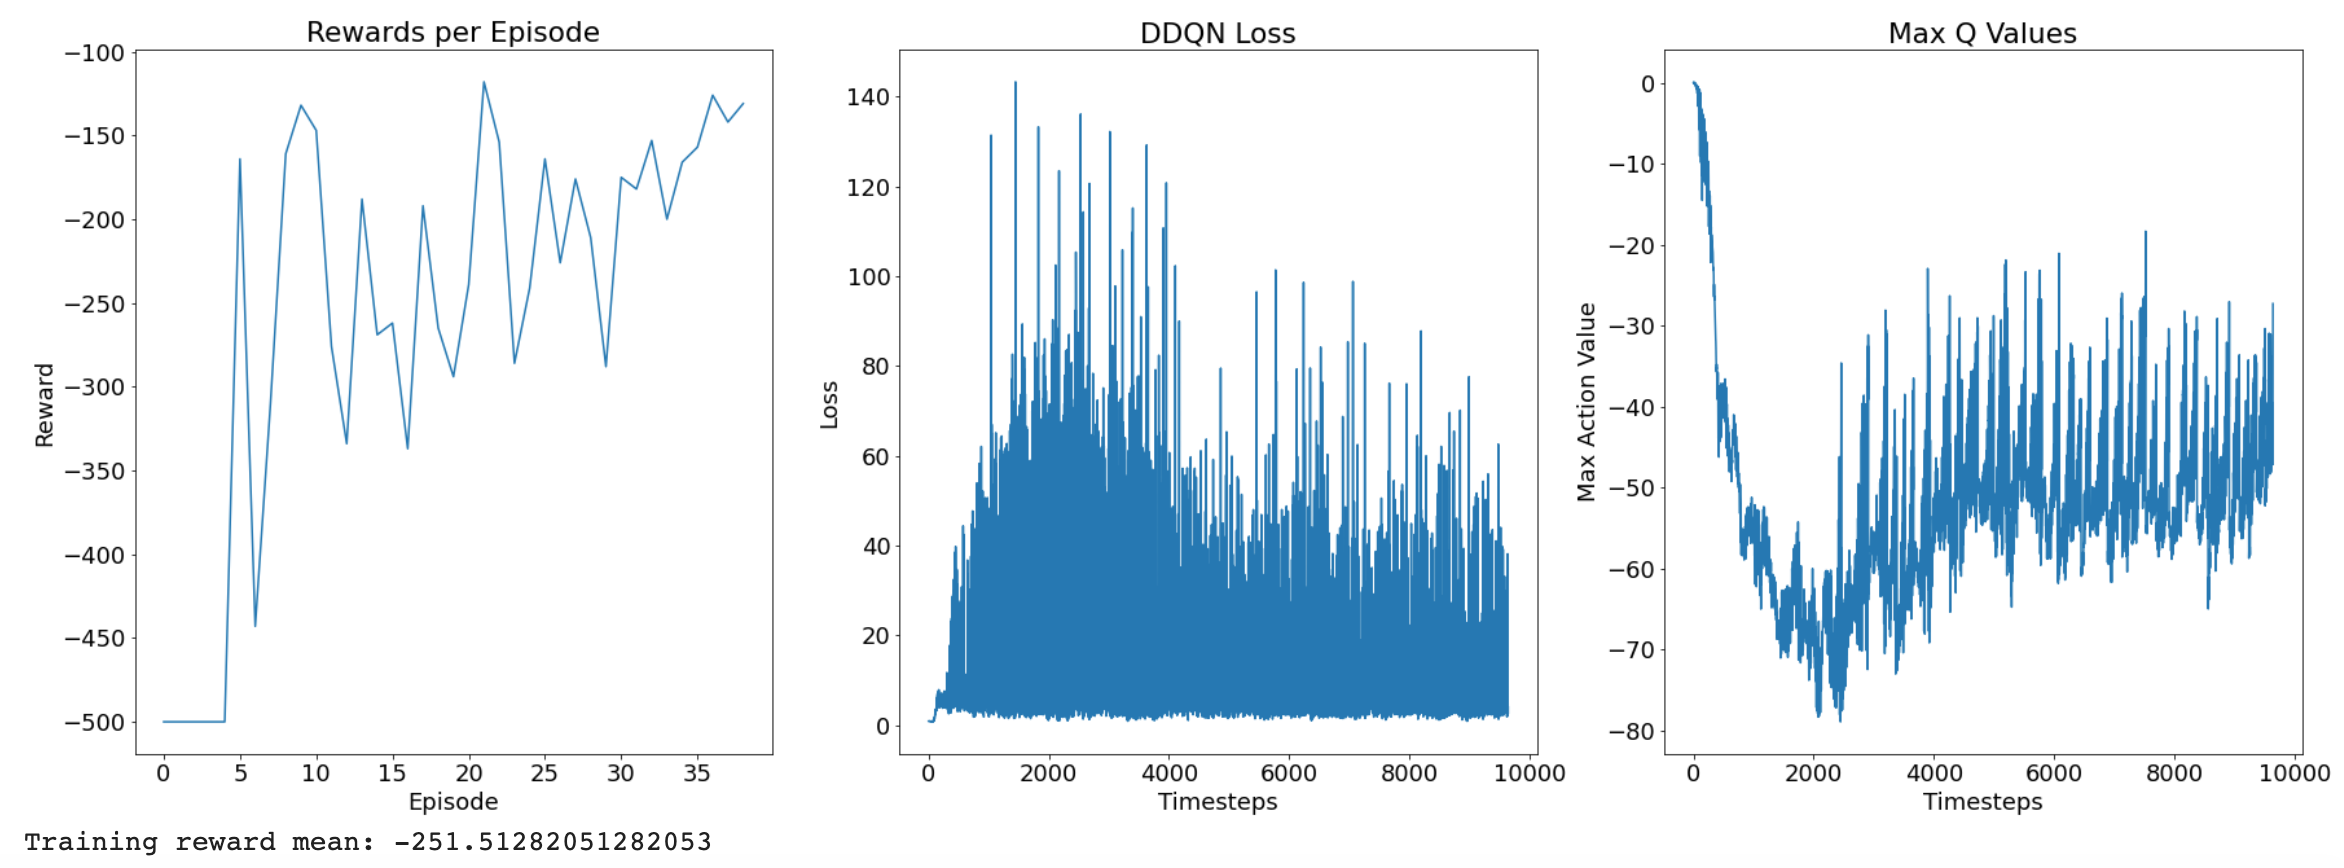 Rewards per Episode
−100
−150
−200
−250
−300
−350
−400
−450
−500
Reward
0 5 10 15 20 25 30 35
Episode
DDQN Loss
140
120
100
80
60
40
20
0
Loss
0 2000 4000 6000 8000 10000
Timesteps
Max Q Values
0
−10
−20
−30
−40
−50
−60
−70
−80
Max Action Value
0 2000 4000 6000 8000 10000
Timesteps
Training reward mean: -251.51282051282053